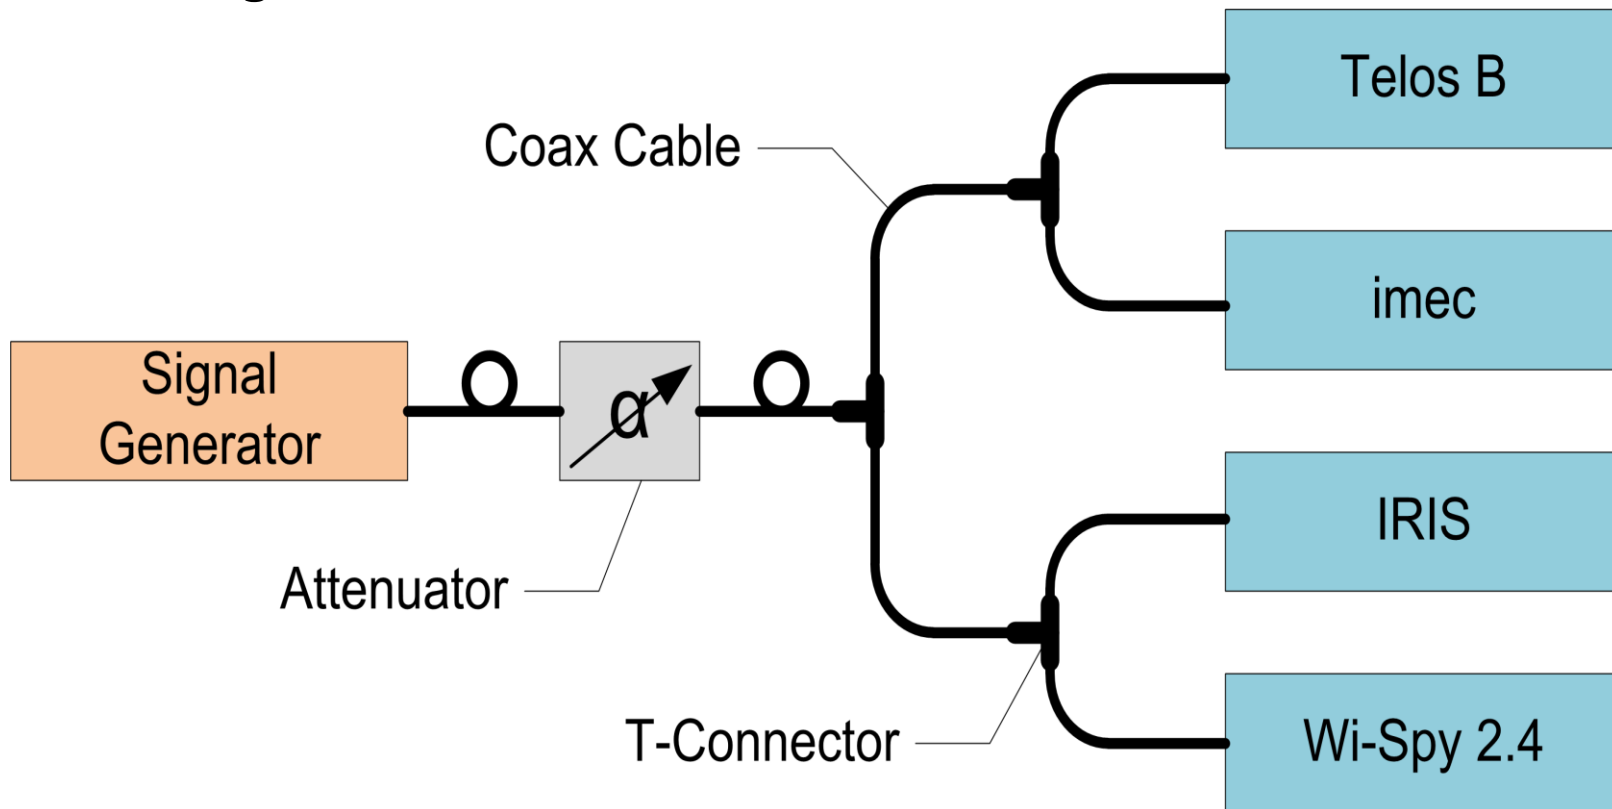 Telos B
Coax Cable
imec
Signal
Generator
α
IRIS
Attenuator
T-Connector
Wi-Spy 2.4